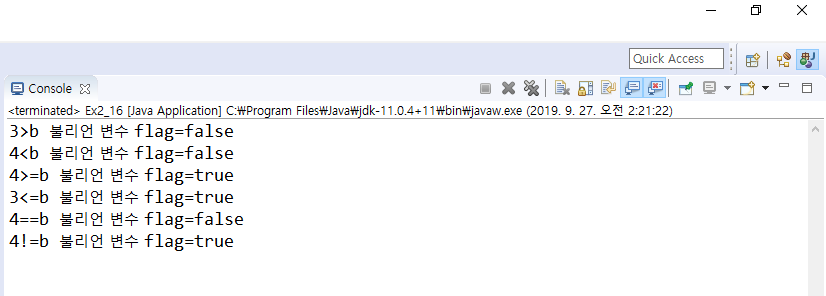 Quick Access
Console
<terminated> Ex2_16 [Java Application] C:₩Program Files₩Java₩jdk-11.0.4+11₩bin₩javaw.exe (2019. 9. 27. 오전 2:21:22)
3>b 불리언 변수 flag=false
4<b 불리언 변수 flag=false
4>=b 불리언 변수 flag=true
3<=b 불리언 변수 flag=true
4==b 불리언 변수 flag=false
4!=b 불리언 변수 flag=true